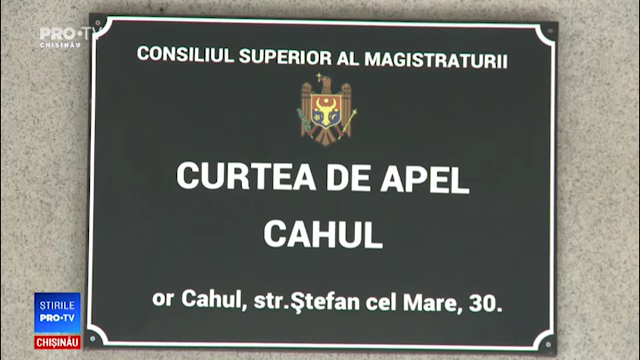 PRO•TV
CHIȘINĂU
CONSILIUL SUPERIOR AL MAGISTRATURII
CURTEA DE APEL
CAHUL
or Cahul, str.Ştefan cel Mare, 30.
ȘTIRILE
PRO•TV
CHIȘINĂU